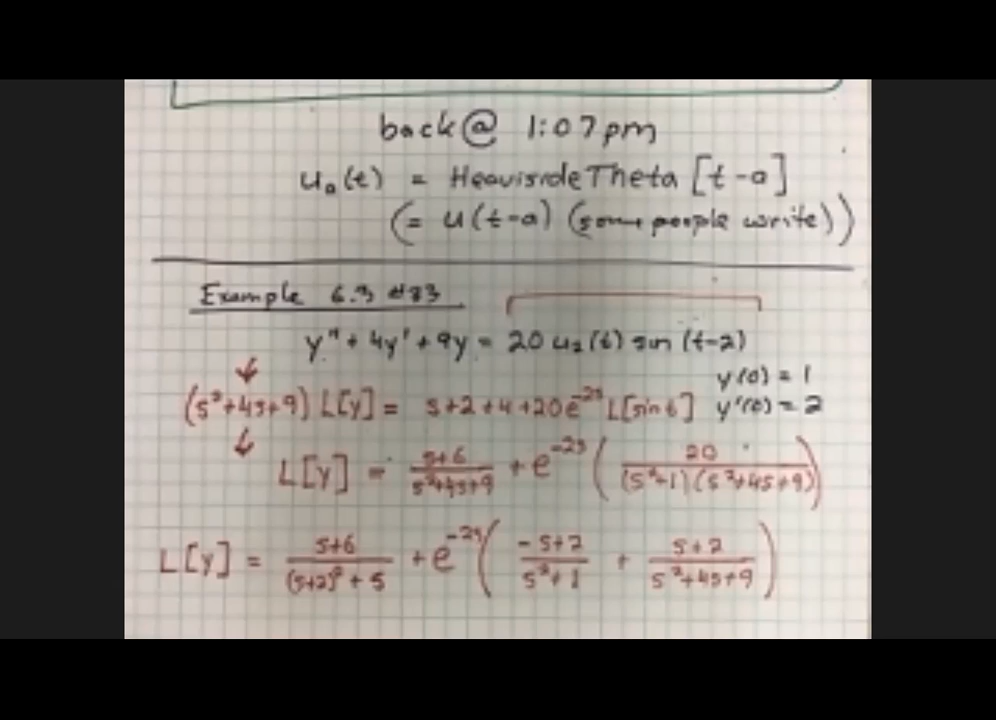 back@ 1:07pm
uₐ(t) = HeavisideTheta [t-a]
(= u(t-a) (some people write))
Example 6.3 #33
y"+ 4y' + 9y = 20 u₂(t) sin (t-2)
y(0) = 1
(s²+4s+9) L[y] = s+2+4+20e⁻²ˢ L[sin t] y'(0) = 2
L[y] = (s+6)/(s²+4s+9) + e⁻²ˢ (20/((s²+1)(s²+4s+9)))
L[y] = (s+6)/((s+2)²+5) + e⁻²ˢ ((-s+2)/(s²+1) + (s+2)/(s²+4s+9))